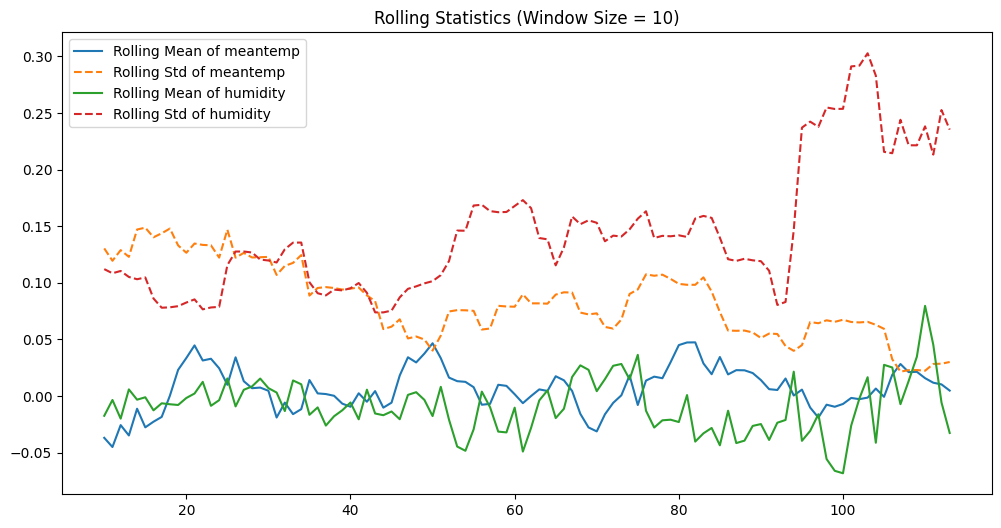 Rolling Statistics (Window Size = 10)
Rolling Mean of meantemp
Rolling Std of meantemp
Rolling Mean of humidity
Rolling Std of humidity
0.30
0.25
0.20
0.15
0.10
0.05
0.00
−0.05
20
40
60
80
100